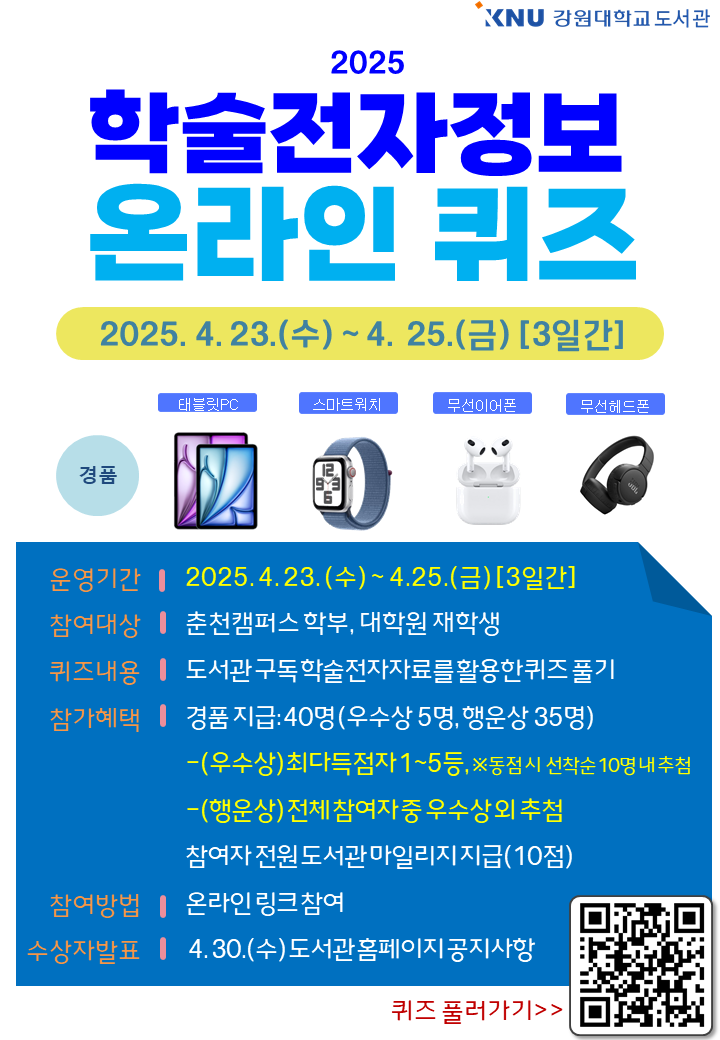 KNU 강원대학교 도서관
2025
학술전자정보
온라인 퀴즈
2025. 4. 23.(수) ~ 4. 25.(금) [3일간]
태블릿PC 스마트워치 무선이어폰 무선헤드폰
경품
12
9 3
6
JBL
운영기간 2025. 4. 23. (수) ~ 4.25.(금) [3일간]
참여대상 춘천캠퍼스 학부, 대학원 재학생
퀴즈내용 도서관 구독 학술전자자료를 활용한 퀴즈 풀기
참가혜택 경품 지급: 40명 (우수상 5명, 행운상 35명)
-(우수상) 최다득점자 1~5등, ※동점 시 선착순 10명 내 추첨
-(행운상) 전체 참여자 중 우수상 외 추첨
참여자 전원 도서관 마일리지 지급(10점)
참여방법 온라인 링크 참여
수상자발표 4. 30.(수) 도서관 홈페이지 공지사항
퀴즈 풀러가기>>